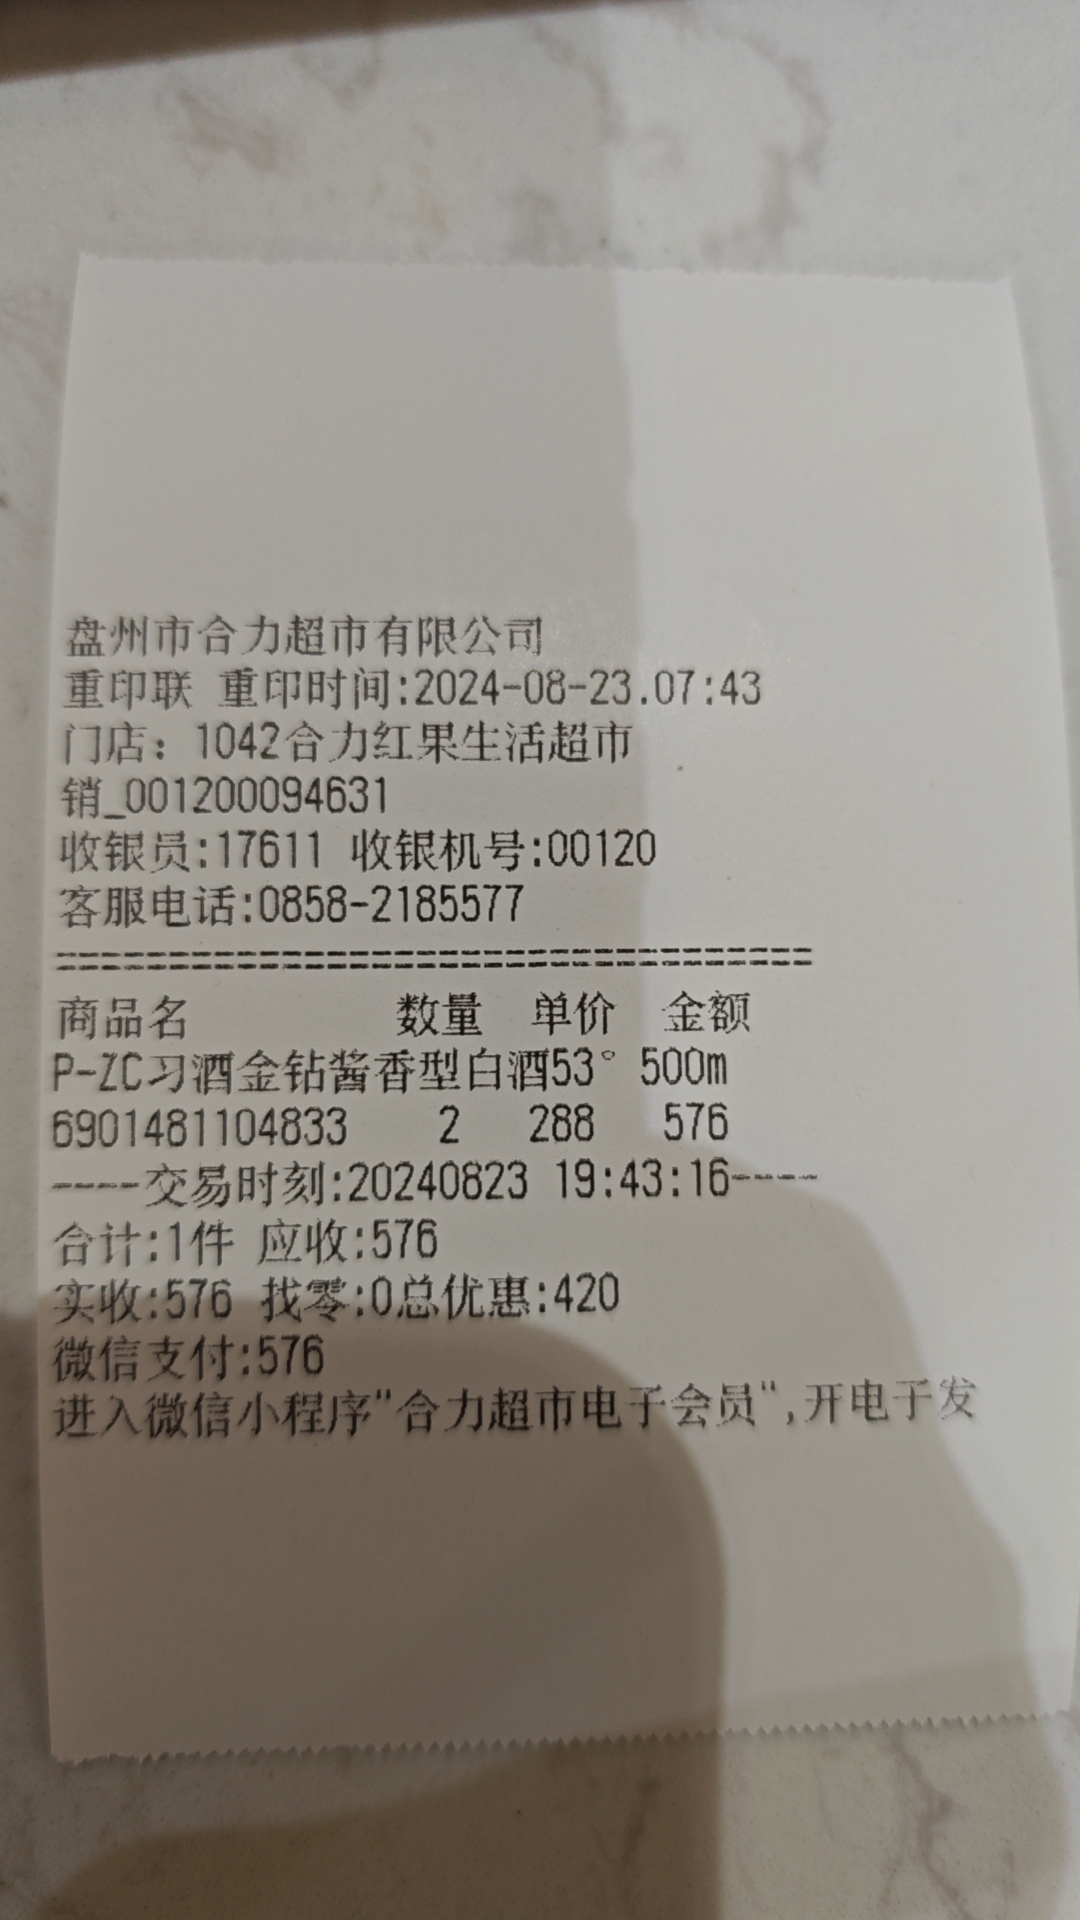 盘州市合力超市有限公司
重印联 重印时间:2024-08-23.07:43
门店：1042合力红果生活超市
销_001200094631
收银员:17611 收银机号:00120
客服电话:0858-2185577
==================================
商品名 数量 单价 金额
P-ZC习酒金钻酱香型白酒53°500m
6901481104833 2 288 576
----交易时刻:20240823 19:43:16----
合计:1件 应收:576
实收:576 找零:0总优惠:420
微信支付:576
进入微信小程序"合力超市电子会员",开电子发